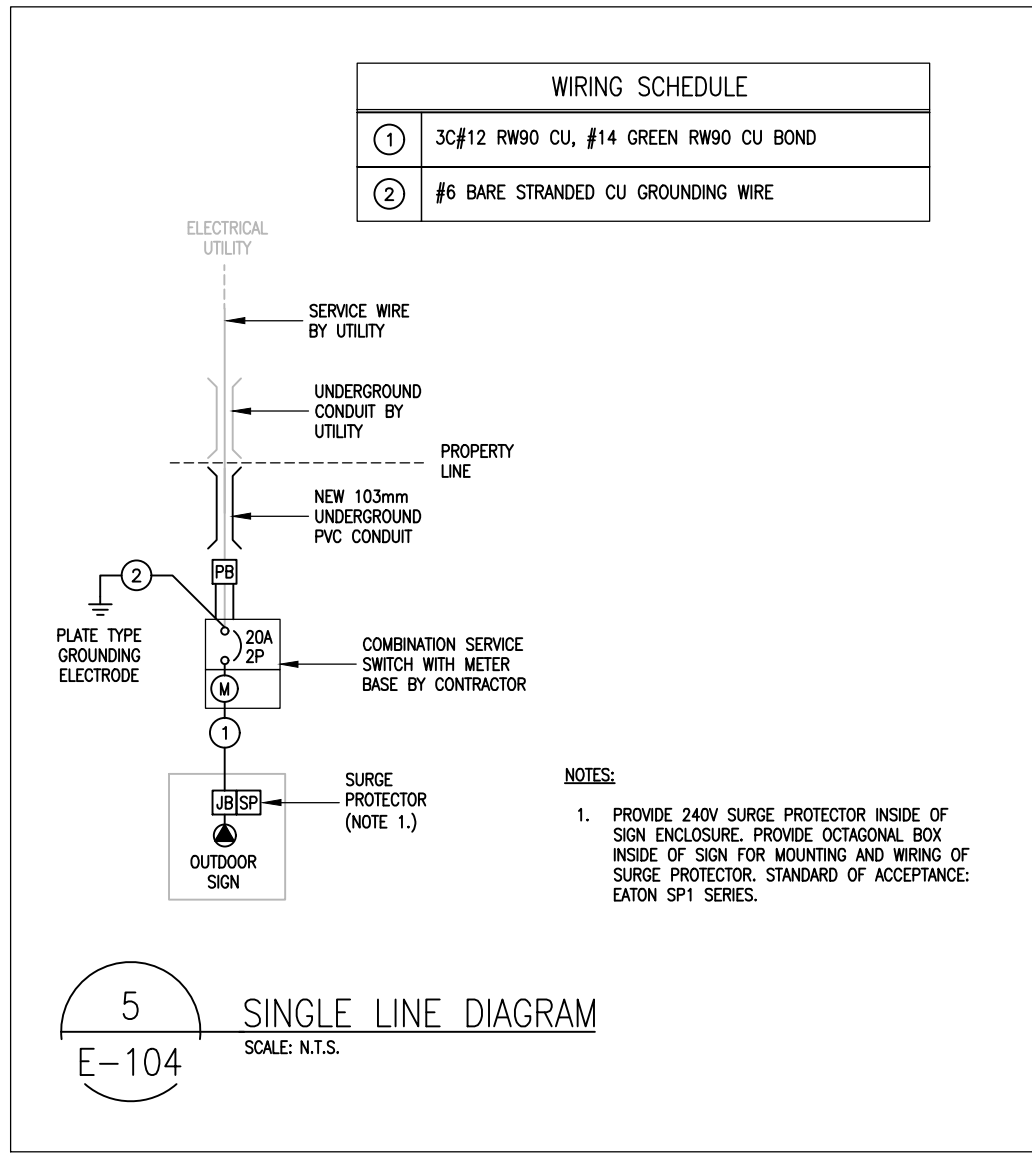 WIRING SCHEDULE
1 3C#12 RW90 CU, #14 GREEN RW90 CU BOND
2 #6 BARE STRANDED CU GROUNDING WIRE
ELECTRICAL
UTILITY
SERVICE WIRE
BY UTILITY
UNDERGROUND
CONDUIT BY
UTILITY
PROPERTY
LINE
NEW 103mm
UNDERGROUND
PVC CONDUIT
PB
2
PLATE TYPE
GROUNDING
ELECTRODE
20A
2P
COMBINATION SERVICE
SWITCH WITH METER
BASE BY CONTRACTOR
M
1
SURGE
PROTECTOR
(NOTE 1.)
JB SP
OUTDOOR
SIGN
NOTES:
1. PROVIDE 240V SURGE PROTECTOR INSIDE OF
SIGN ENCLOSURE. PROVIDE OCTAGONAL BOX
INSIDE OF SIGN FOR MOUNTING AND WIRING OF
SURGE PROTECTOR. STANDARD OF ACCEPTANCE:
EATON SP1 SERIES.
5
E-104
SINGLE LINE DIAGRAM
SCALE: N.T.S.